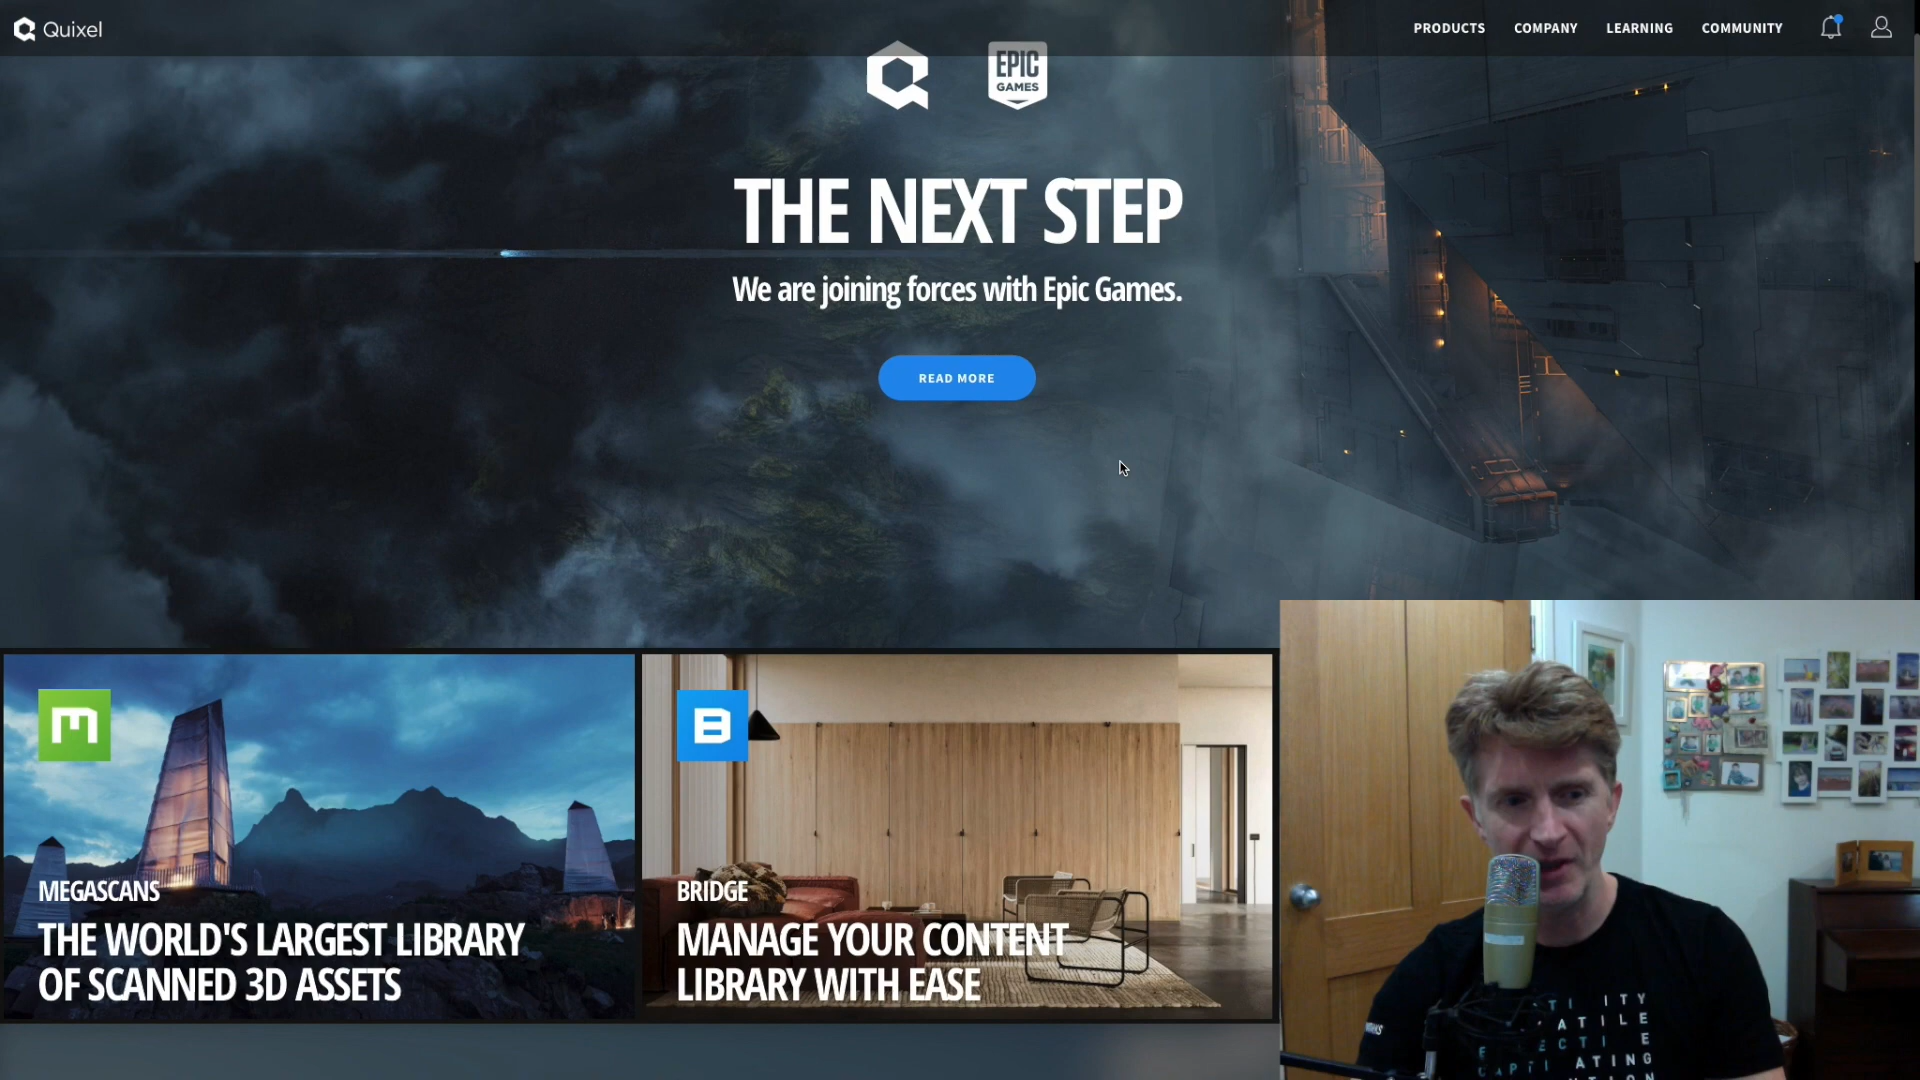 Quixel
PRODUCTS
COMPANY
LEARNING
COMMUNITY
EPIC
GAMES
THE NEXT STEP
We are joining forces with Epic Games.
READ MORE
MEGASCANS
THE WORLD'S LARGEST LIBRARY
OF SCANNED 3D ASSETS
BRIDGE
MANAGE YOUR CONTENT
LIBRARY WITH EASE